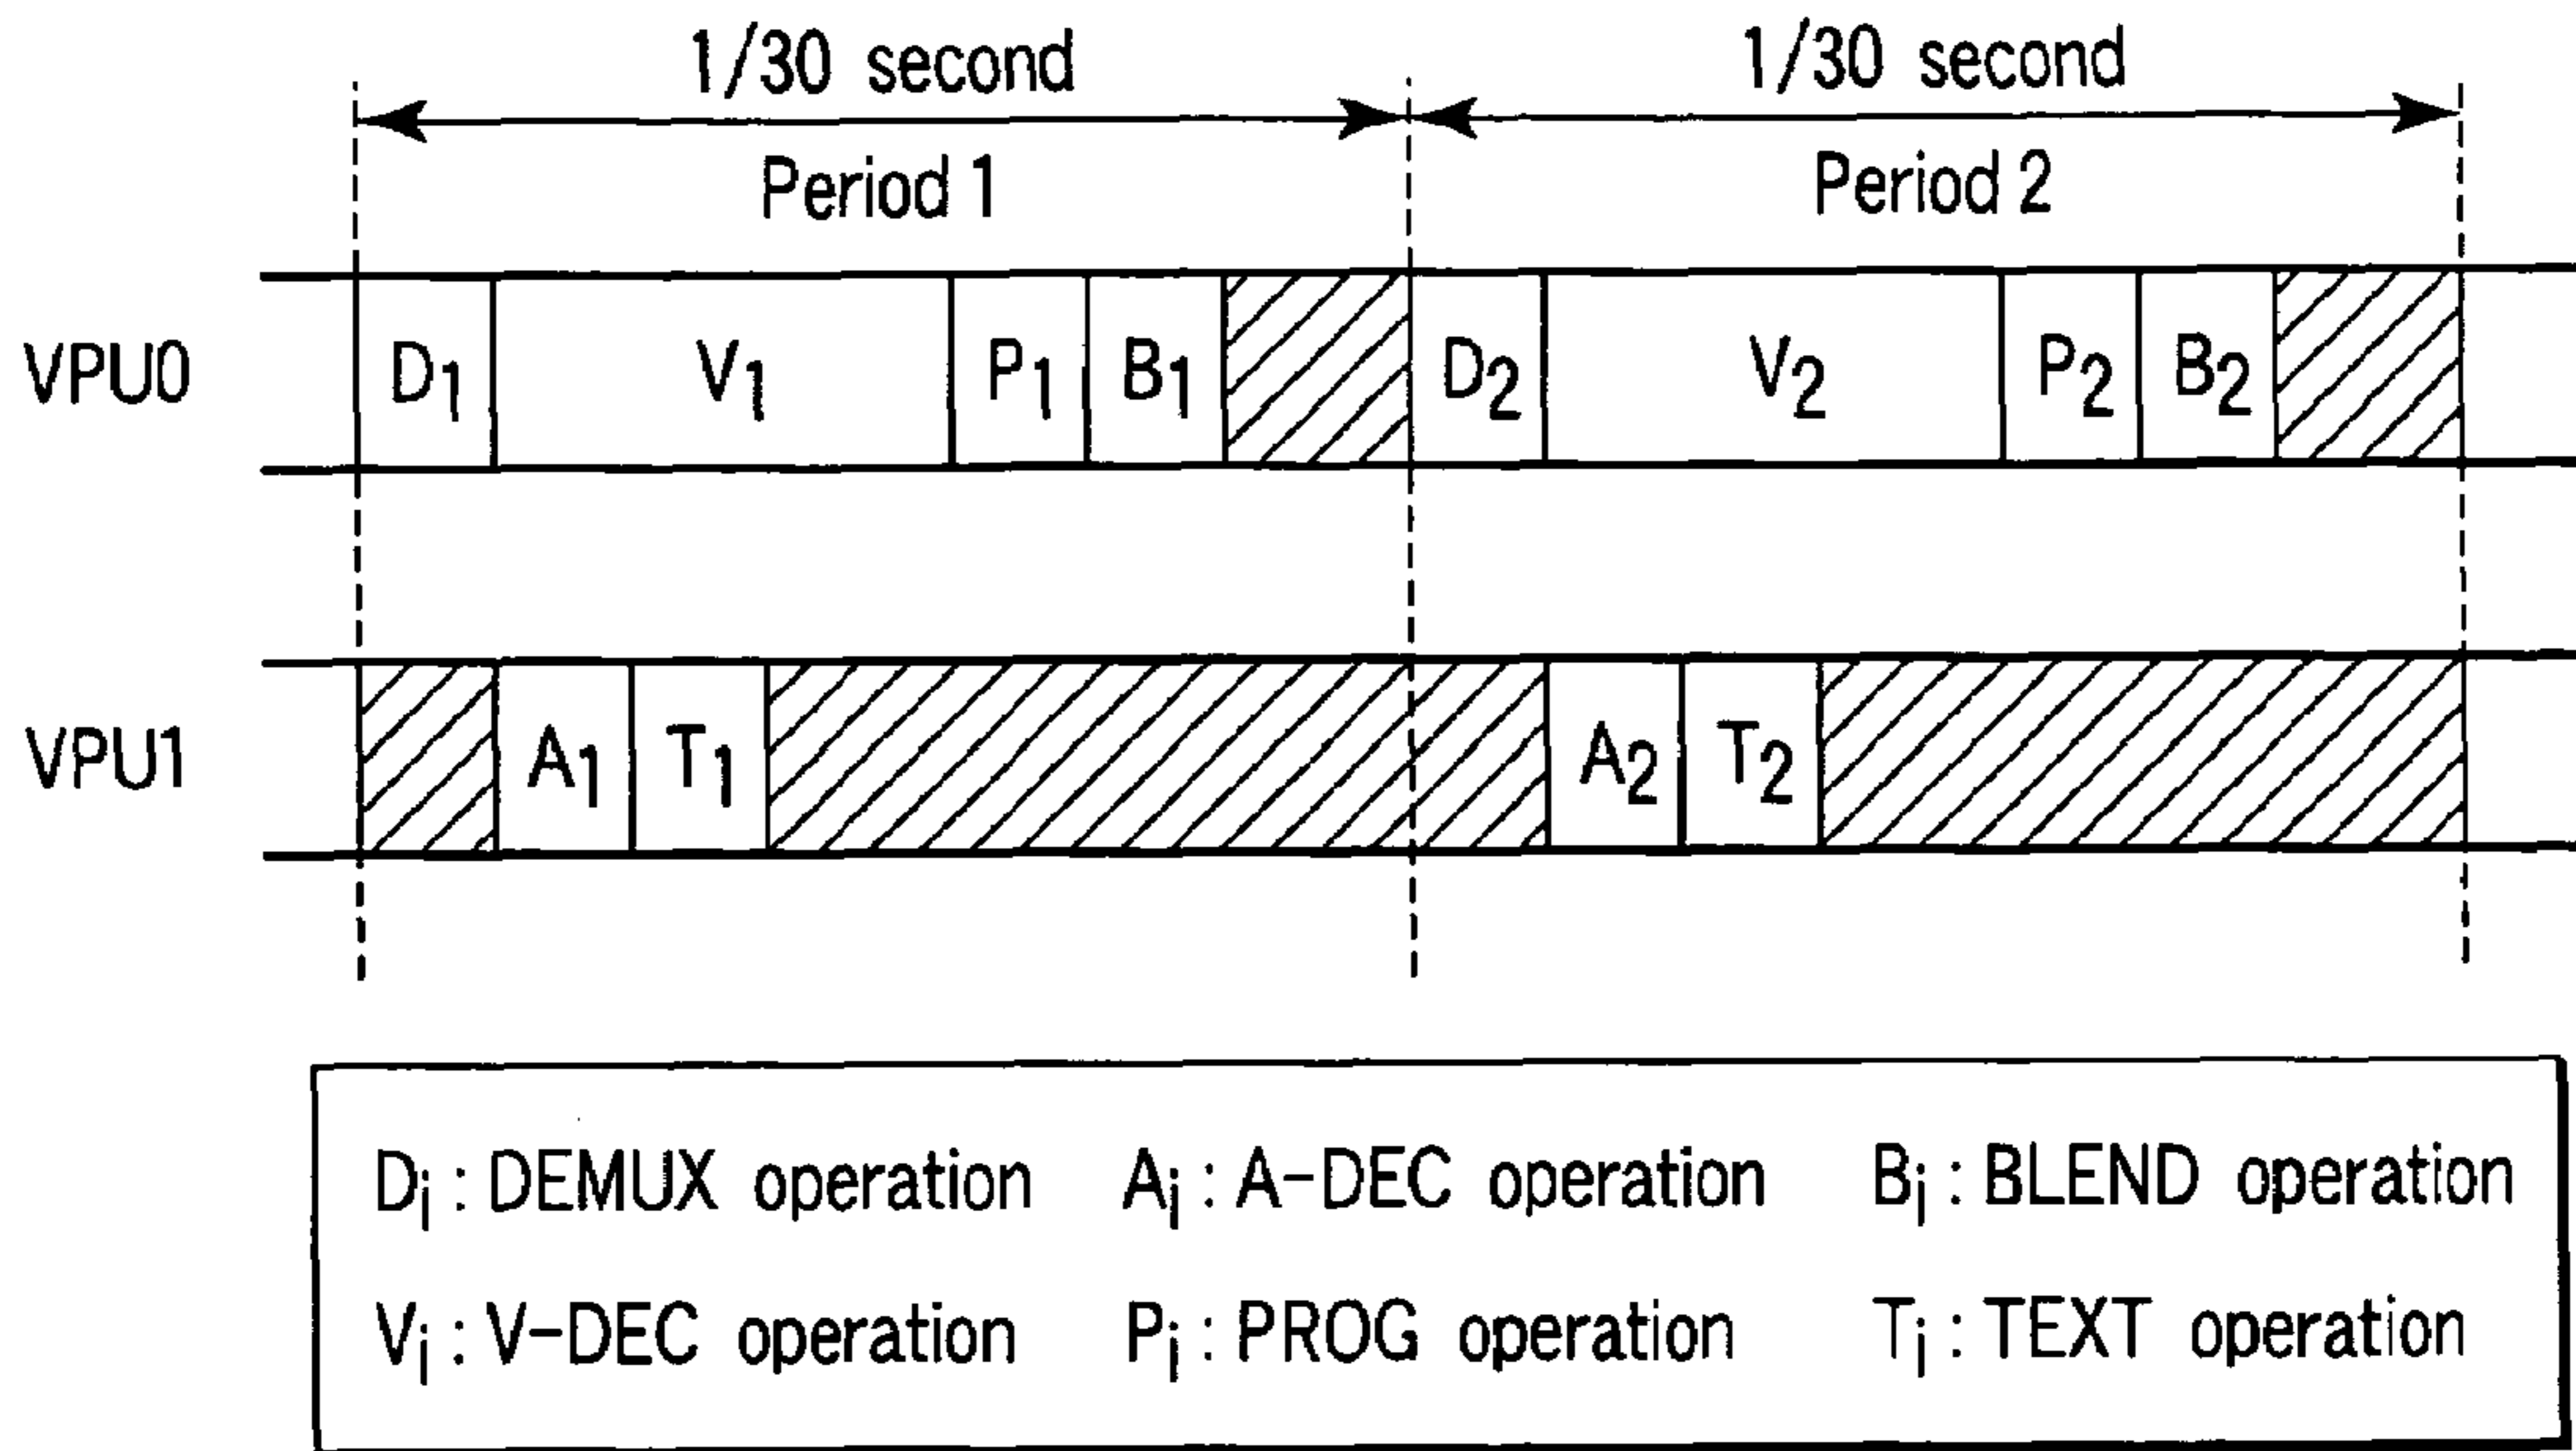 1/30 second 1/30 second
Period 1 Period 2
VPU0 D1 V1 P1 B1 D2 V2 P2 B2
VPU1 A1 T1 A2 T2
Di : DEMUX operation Ai : A-DEC operation Bi : BLEND operation
Vi : V-DEC operation Pi : PROG operation Ti : TEXT operation